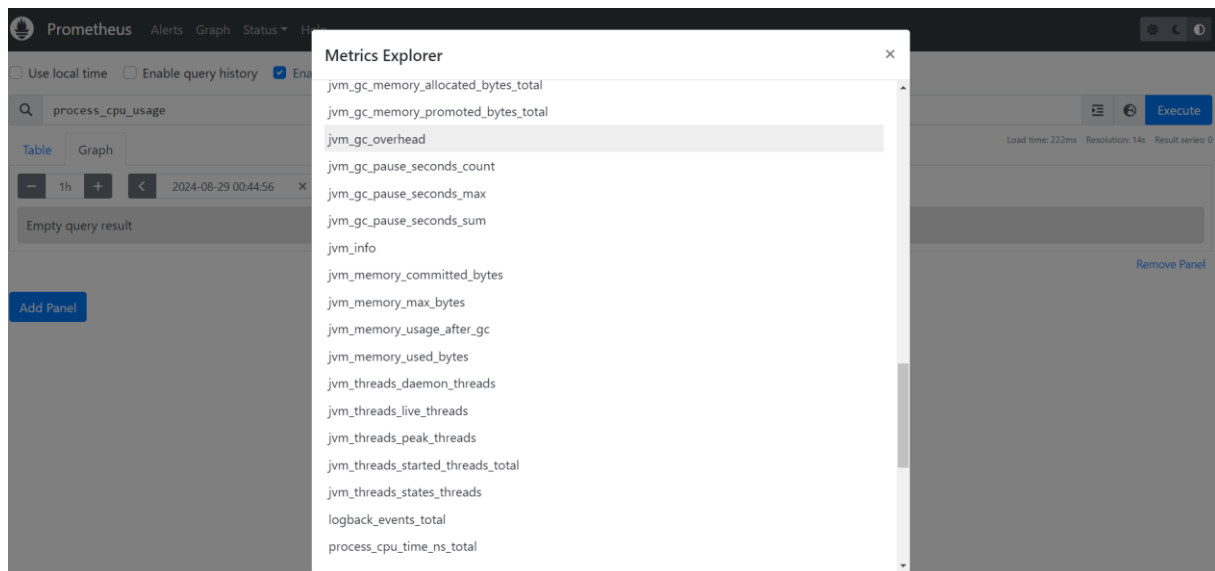 Prometheus Alerts Graph Status Help
Metrics Explorer ×
Use local time Enable query history
jvm_gc_memory_allocated_bytes_total
process_cpu_usage
jvm_gc_memory_promoted_bytes_total
Execute
jvm_gc_overhead
Load time: 222ms Resolution: 14s Result series: 0
Table Graph
jvm_gc_pause_seconds_count
1h 2024-08-29 00:44:56 ×
jvm_gc_pause_seconds_max
Empty query result
jvm_gc_pause_seconds_sum
jvm_info
Remove Panel
jvm_memory_committed_bytes
Add Panel
jvm_memory_max_bytes
jvm_memory_usage_after_gc
jvm_memory_used_bytes
jvm_threads_daemon_threads
jvm_threads_live_threads
jvm_threads_peak_threads
jvm_threads_started_threads_total
jvm_threads_states_threads
logback_events_total
process_cpu_time_ns_total